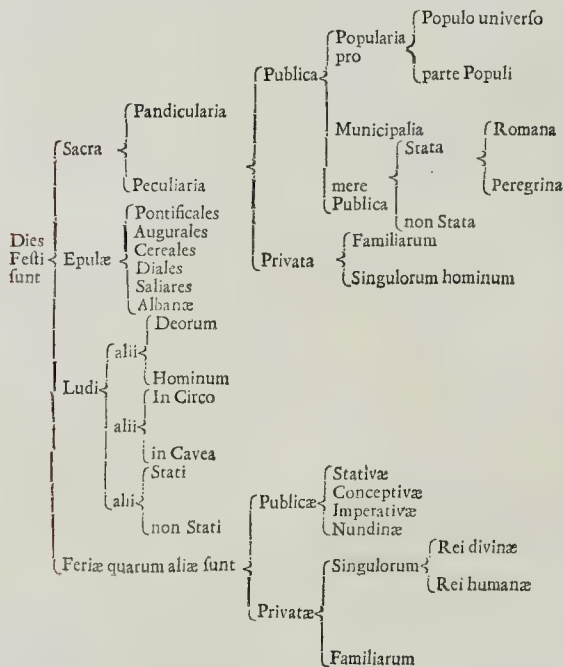 Dies
Feſti
ſunt
Sacra
Pandicularia
Peculiaria
Publica
Popularia
pro
Populo univerſo
parte Populi
Municipalia
mere
Publica
Stata
Romana
Peregrina
non Stata
Privata
Familiarum
Singulorum hominum
Epulæ
Pontificales
Augurales
Cereales
Diales
Saliares
Albanæ
Ludi
alii
Deorum
Hominum
alii
In Circo
in Cavea
alii
Stati
non Stati
Feriæ quarum aliæ ſunt
Publicæ
Stativæ
Conceptivæ
Imperativæ
Nundinæ
Privatæ
Singulorum
Rei divinæ
Rei humanæ
Familiarum